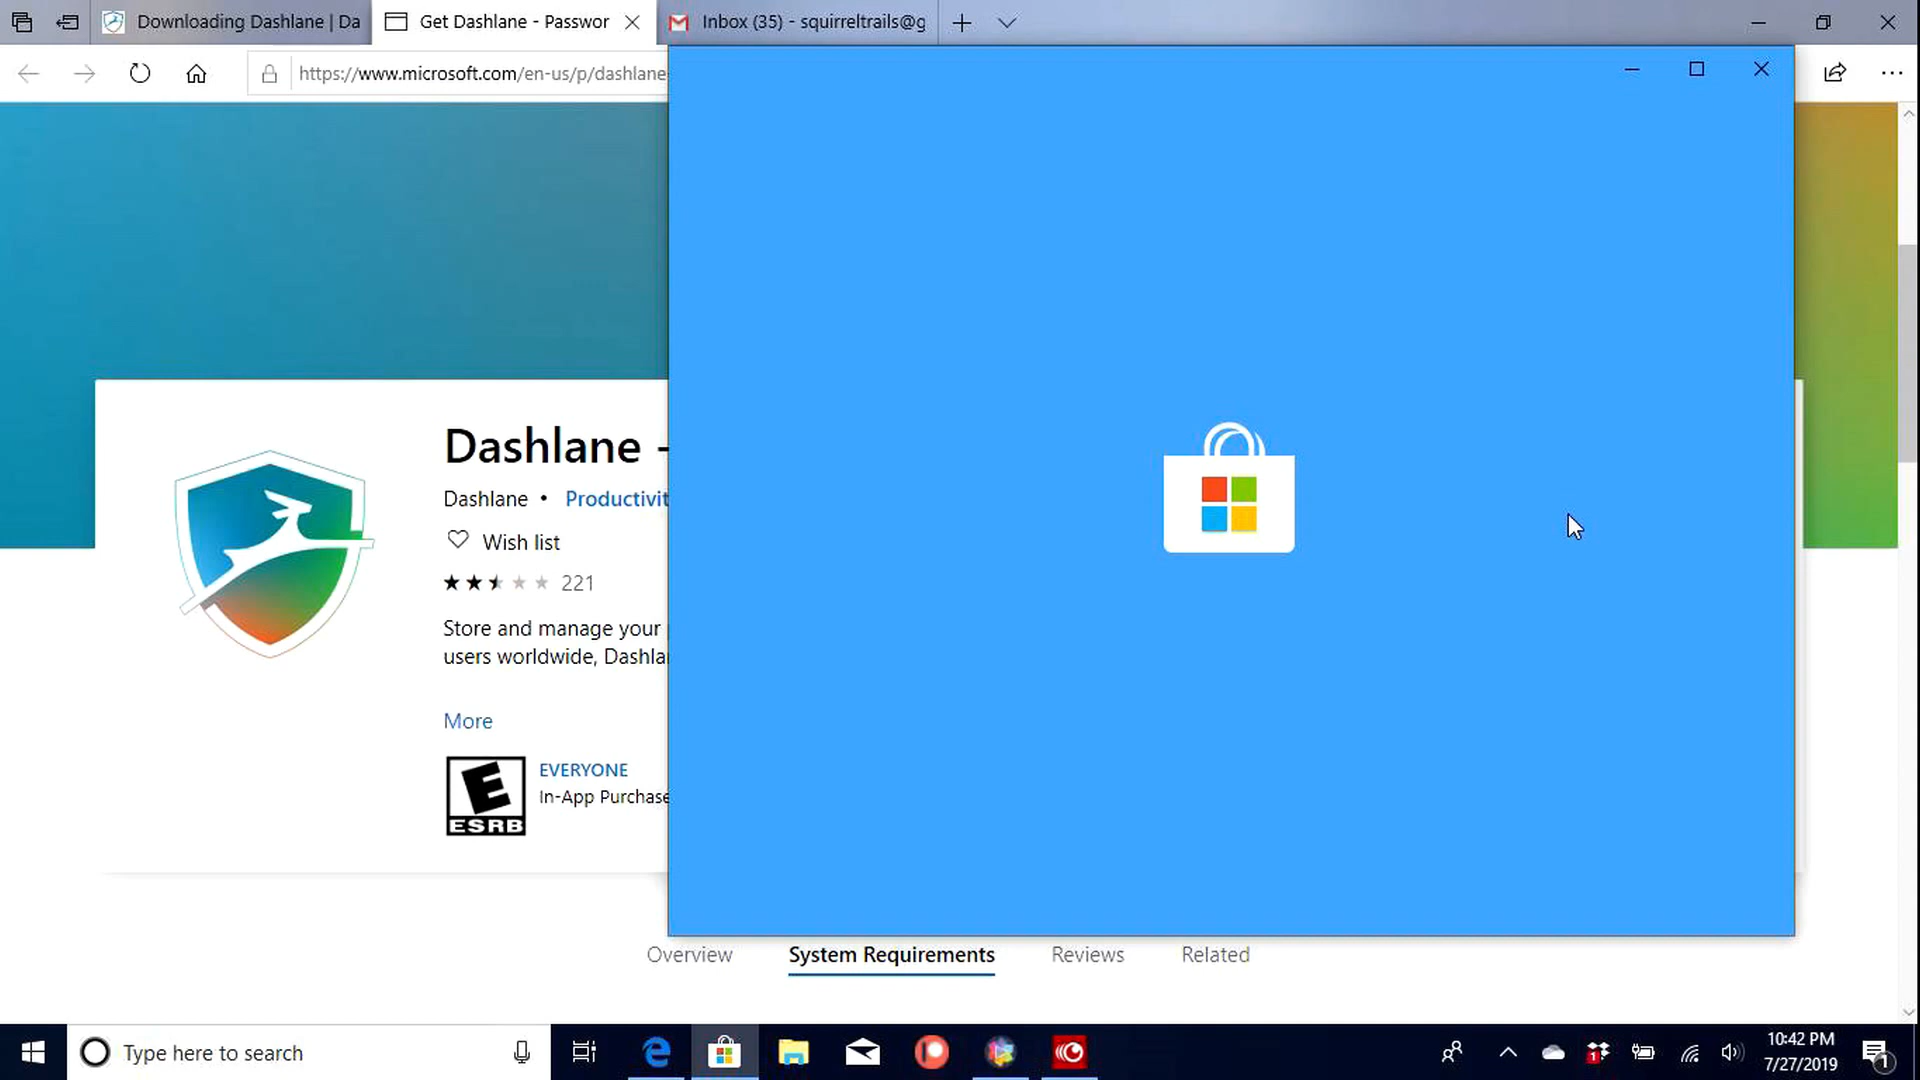 Downloading Dashlane | Da
Get Dashlane - Passwor
Inbox (35) - squirreltrails@g
https://www.microsoft.com/en-us/p/dashlane
Dashlane -
Dashlane • Productivit
Wish list
221
Store and manage your
users worldwide, Dashla
More
E
ESRB
EVERYONE
In-App Purchase
Overview
System Requirements
Reviews
Related
Type here to search
1
10:42 PM
7/27/2019
1